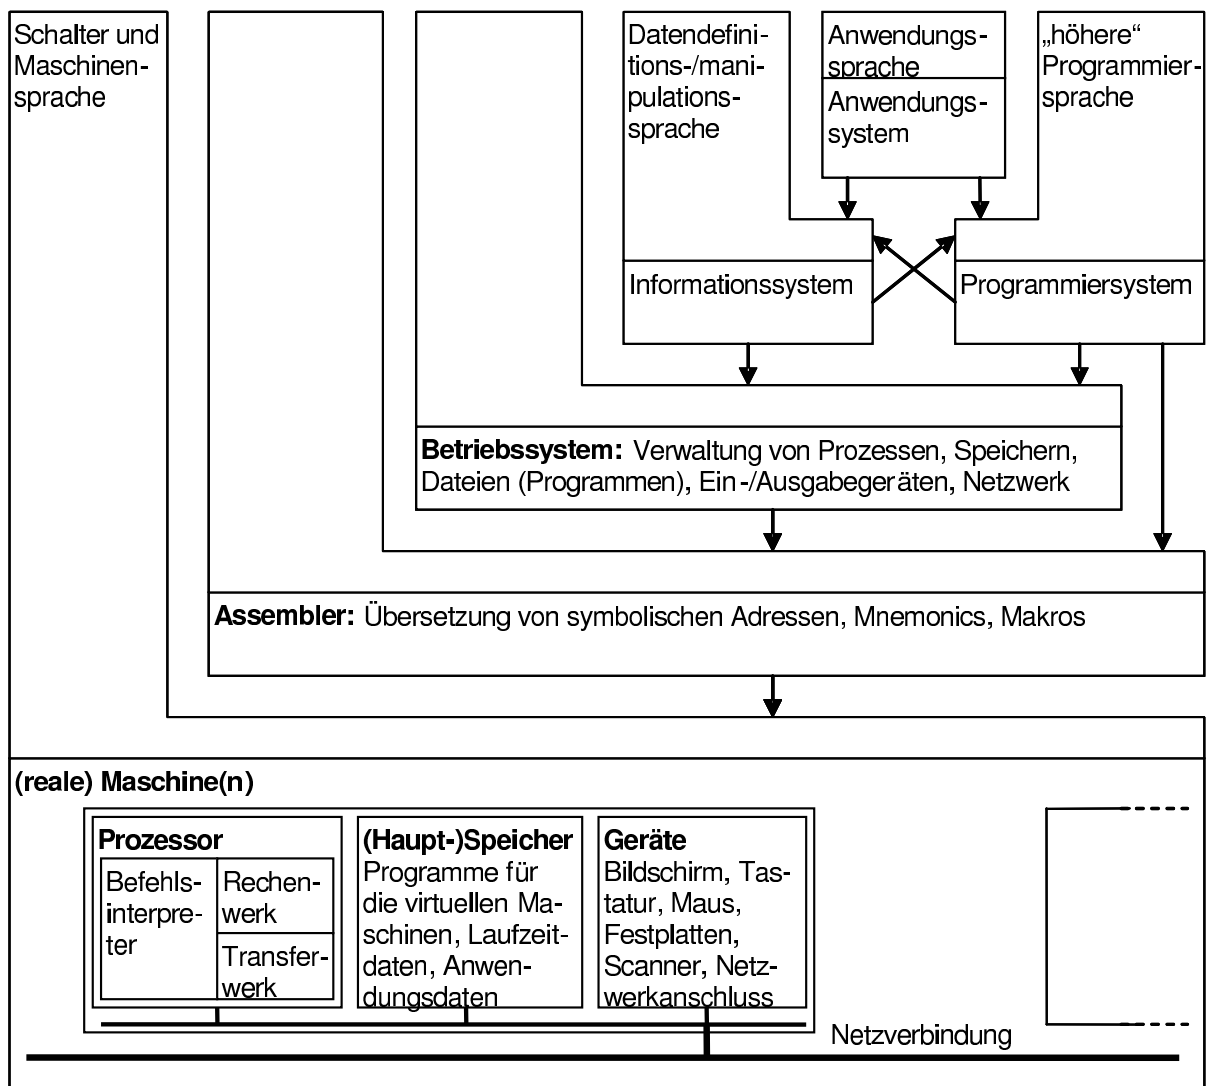 Schalter und
Maschinen-
sprache
Datendefini-
tions-/mani-
pulations-
sprache
Anwendungs-
sprache
Anwendungs-
system
„höhere“
Programmier-
sprache
Informationssystem
Programmiersystem
Betriebssystem: Verwaltung von Prozessen, Speichern,
Dateien (Programmen), Ein-/Ausgabegeräten, Netzwerk
Assembler: Übersetzung von symbolischen Adressen, Mnemonics, Makros
(reale) Maschine(n)
Prozessor
Befehls-
interpre-
ter
Rechen-
werk
Transfer-
werk
(Haupt-)Speicher
Programme für
die virtuellen Ma-
schinen, Laufzeit-
daten, Anwen-
dungsdaten
Geräte
Bildschirm, Tas-
tatur, Maus,
Festplatten,
Scanner, Netz-
werkanschluss
Netzverbindung